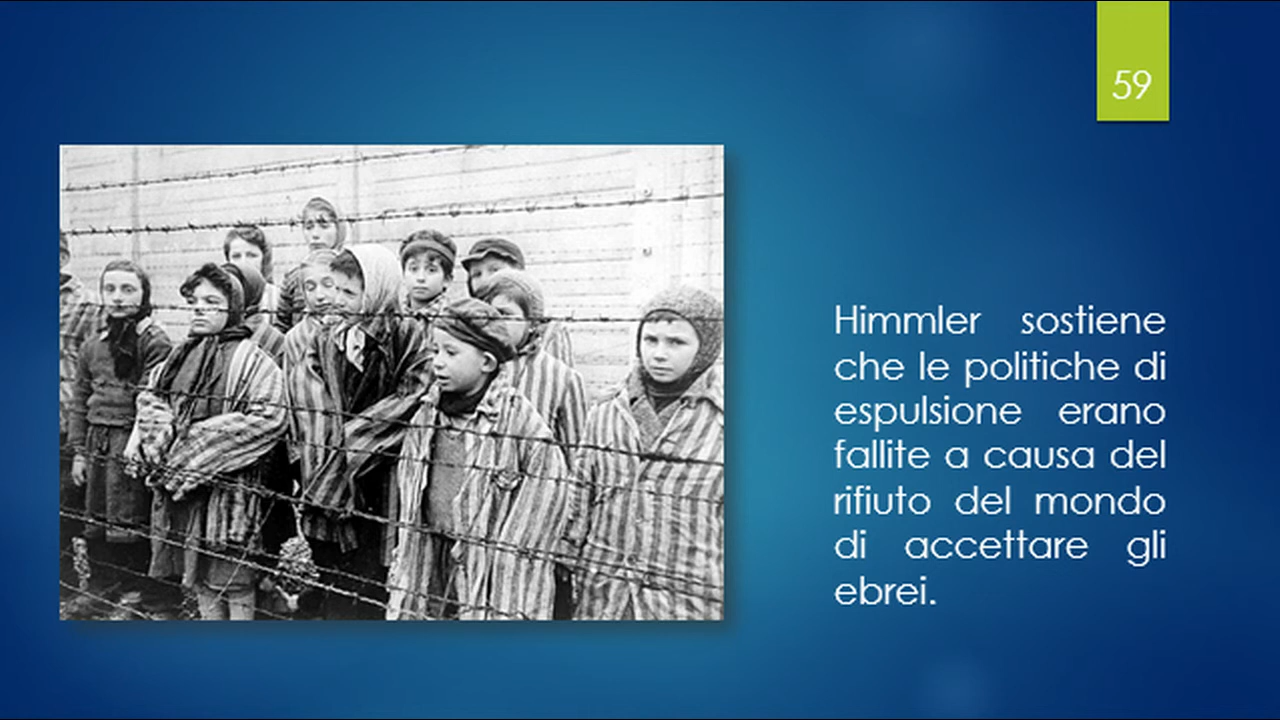 59
Himmler sostiene
che le politiche di
espulsione erano
fallite a causa del
rifiuto del mondo
di accettare gli
ebrei.